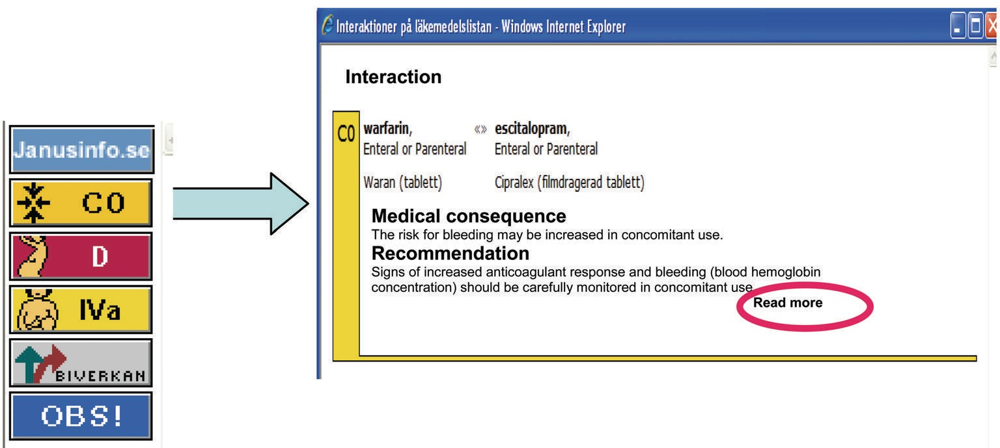 Janusinfo.se
C0
D
IVa
BIVERKAN
OBS!
Interaktioner på läkemedelslistan - Windows Internet Explorer
Interaction
C0 warfarin, «» escitalopram,
Enteral or Parenteral Enteral or Parenteral
Waran (tablett) Cipralex (filmdragerad tablett)
Medical consequence
The risk for bleeding may be increased in concomitant use.
Recommendation
Signs of increased anticoagulant response and bleeding (blood hemoglobin
concentration) should be carefully monitored in concomitant use
Read more